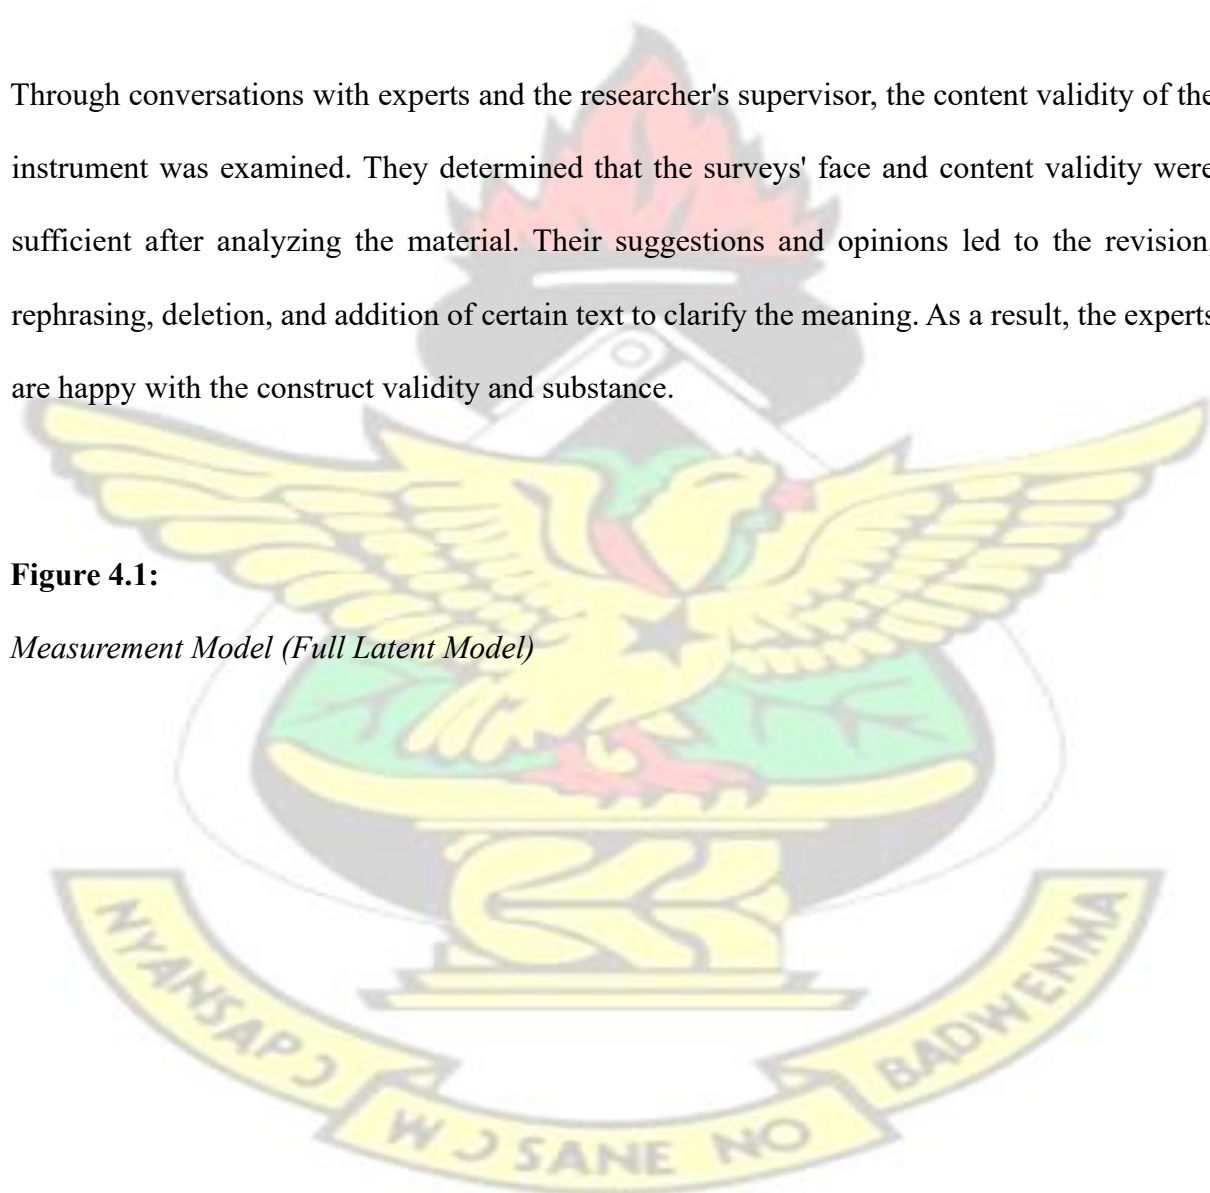 Through conversations with experts and the researcher's supervisor, the content validity of the
instrument was examined. They determined that the surveys' face and content validity were
sufficient after analyzing the material. Their suggestions and opinions led to the revision,
rephrasing, deletion, and addition of certain text to clarify the meaning. As a result, the experts
are happy with the construct validity and substance.
Figure 4.1:
Measurement Model (Full Latent Model)
NYANSAPƆ
WƆ SANE NO
BADWENMA